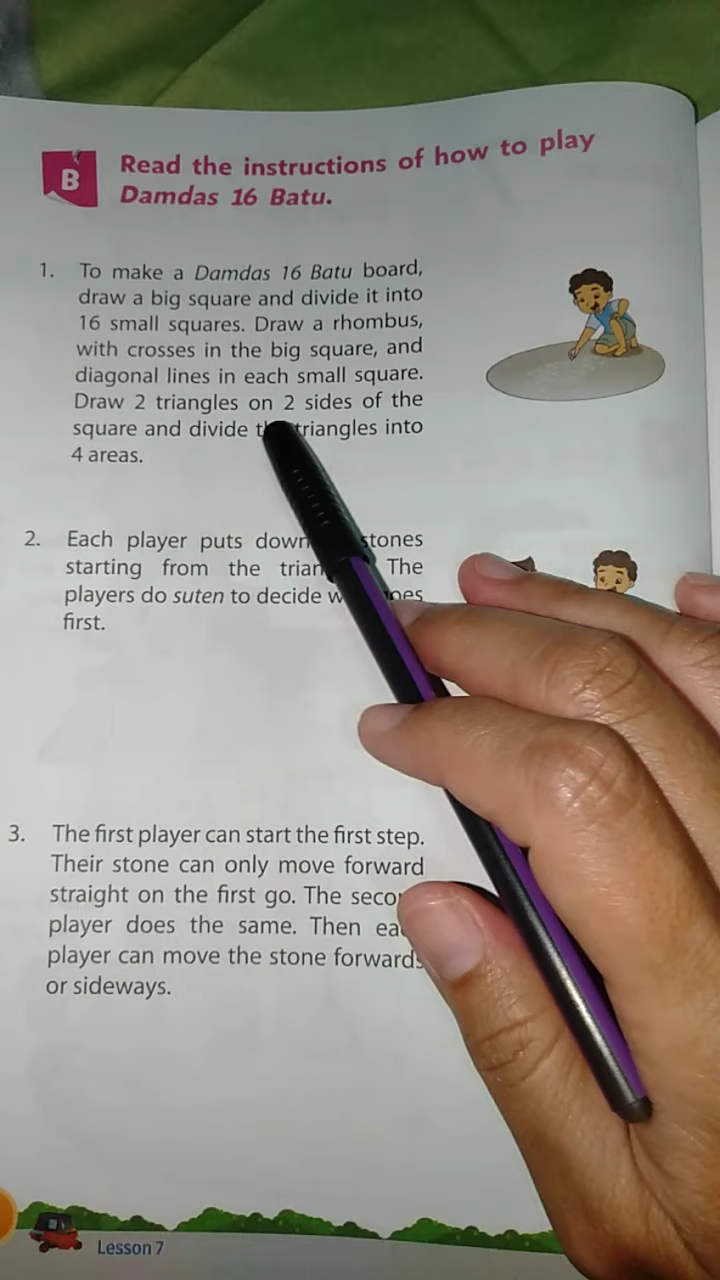 B
Read the instructions of how to play
Damdas 16 Batu.
1. To make a Damdas 16 Batu board,
draw a big square and divide it into
16 small squares. Draw a rhombus,
with crosses in the big square, and
diagonal lines in each small square.
Draw 2 triangles on 2 sides of the
square and divide triangles into
4 areas.
2. Each player puts down stones
starting from the The
players do suten to decide
first.
3. The first player can start the first step.
Their stone can only move forward
straight on the first go. The
player does the same. Then
player can move the stone forwards
or sideways.
Lesson 7